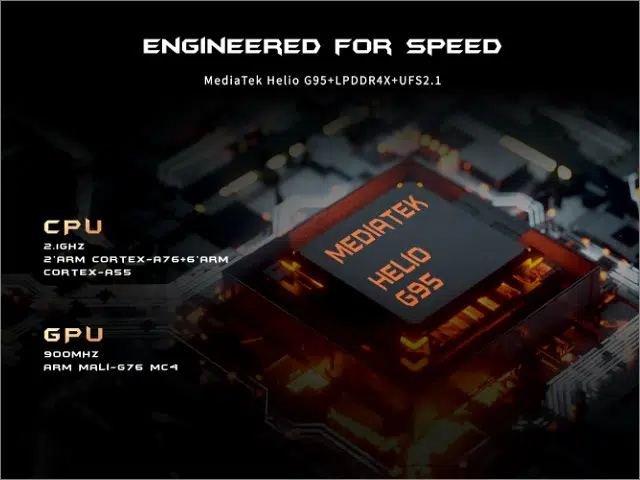 ENGINEERED FOR SPEED
MediaTek Helio G95+LPDDR4X+UFS2.1
CPU
2.1GHZ
2*ARM CORTEX-A76+6*ARM
CORTEX-A55
MEDIATEK
HELIO
G95
GPU
900MHZ
ARM MALI-G76 MC4